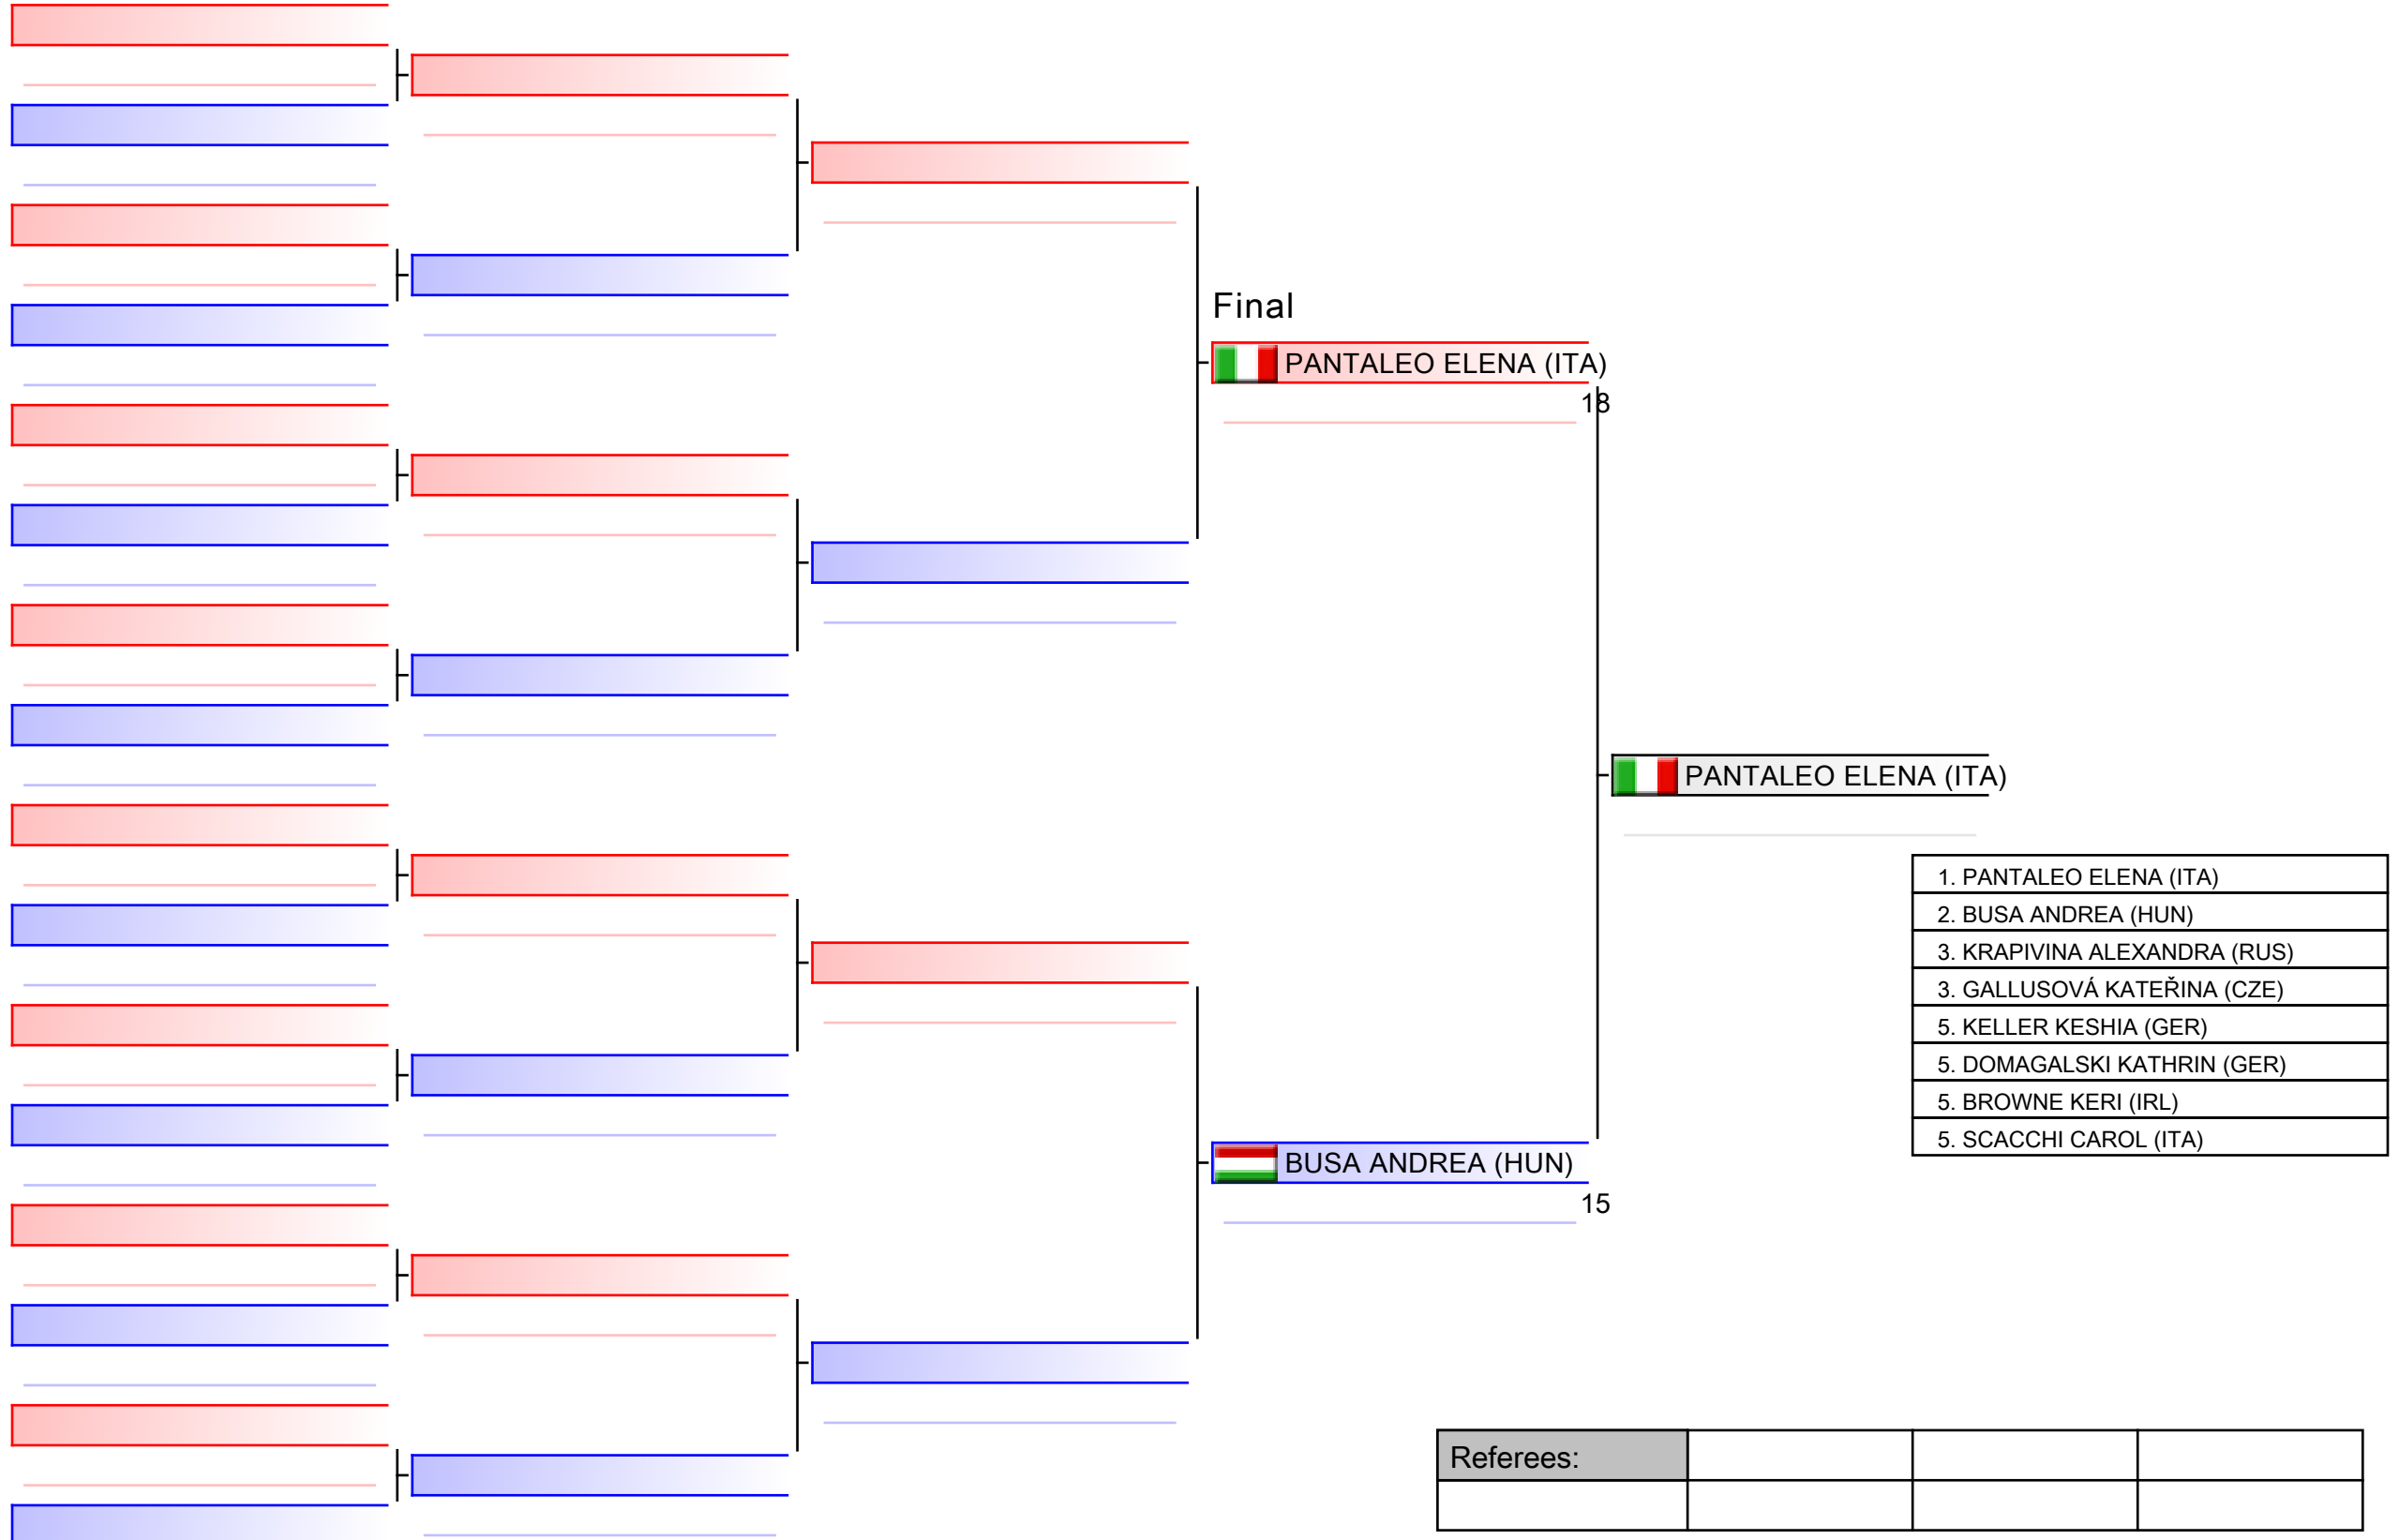 Final
PANTALEO ELENA (ITA)
18
PANTALEO ELENA (ITA)
1. PANTALEO ELENA (ITA)
2. BUSA ANDREA (HUN)
3. KRAPIVINA ALEXANDRA (RUS)
3. GALLUSOVÁ KATEŘINA (CZE)
5. KELLER KESHIA (GER)
5. DOMAGALSKI KATHRIN (GER)
5. BROWNE KERI (IRL)
5. SCACCHI CAROL (ITA)
BUSA ANDREA (HUN)
15
Referees: